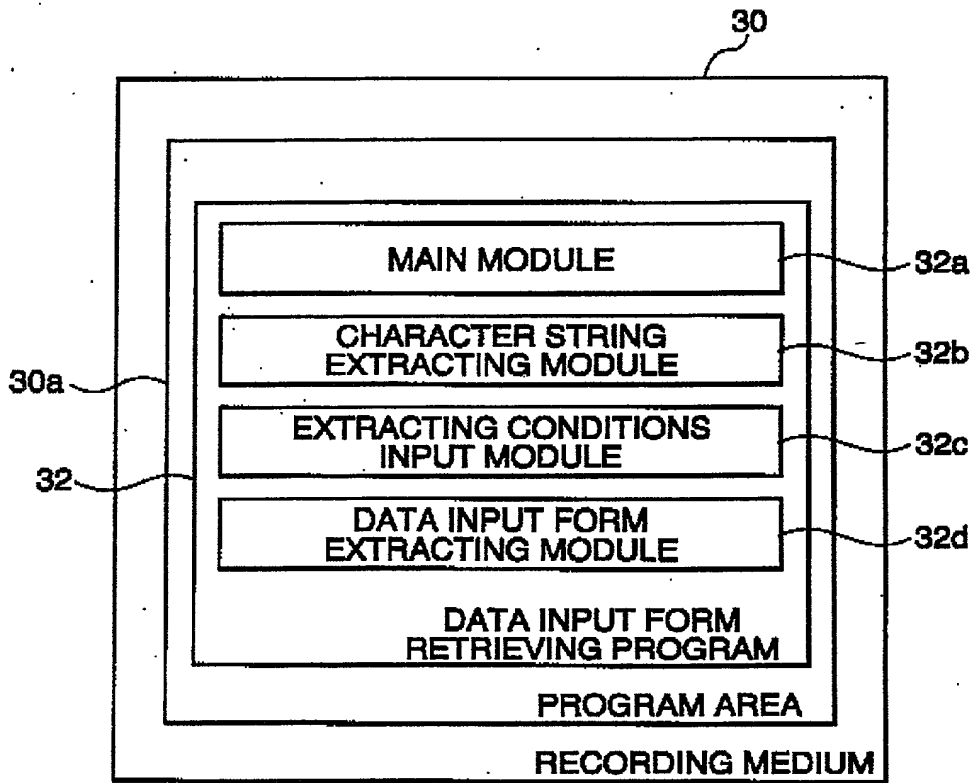 30
MAIN MODULE
32a
CHARACTER STRING
EXTRACTING MODULE
32b
30a
EXTRACTING CONDITIONS
INPUT MODULE
32c
32
DATA INPUT FORM
EXTRACTING MODULE
32d
DATA INPUT FORM
RETRIEVING PROGRAM
PROGRAM AREA
RECORDING MEDIUM